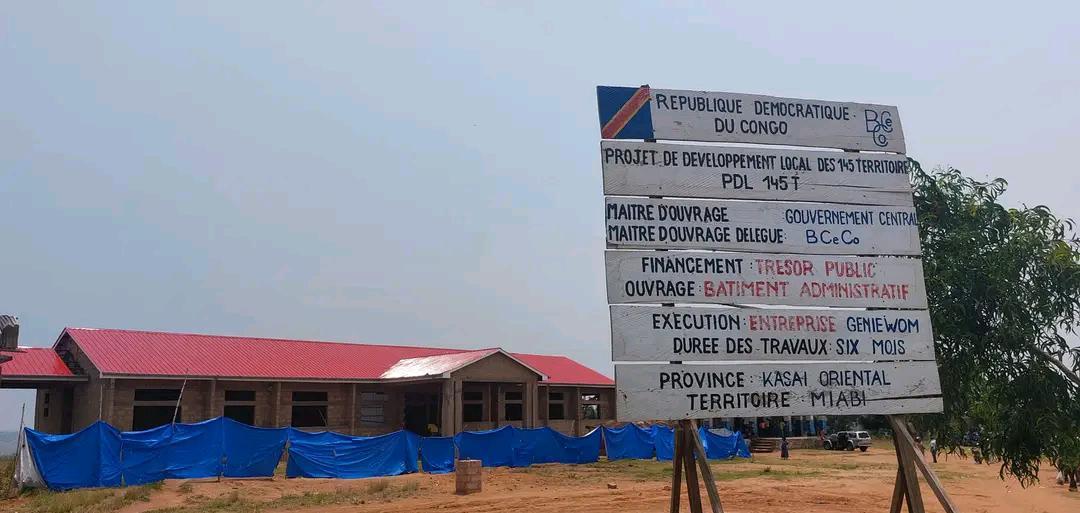 REPUBLIQUE DEMOCRATIQUE
DU CONGO
BCeCo
PROJET DE DEVELOPPEMENT LOCAL DES 145 TERRITOIRE
PDL 145T
MAITRE D'OUVRAGE GOUVERNEMENT CENTRAL
MAITRE D'OUVRAGE DELEGUE: BCeCo
FINANCEMENT : TRESOR PUBLIC
OUVRAGE : BATIMENT ADMINISTRATIF
EXECUTION : ENTREPRISE GENIEWOM
DUREE DES TRAVAUX : SIX MOIS
PROVINCE : KASAI ORIENTAL
TERRITOIRE MIABI